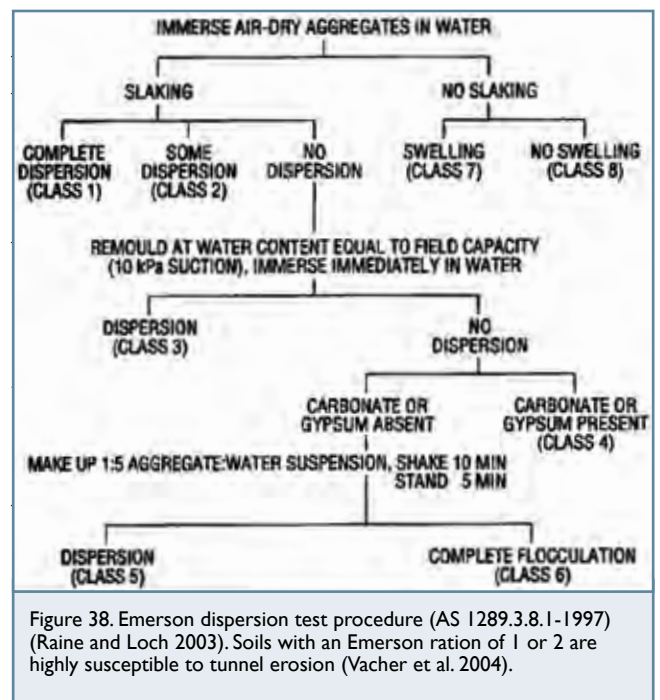 IMMERSE AIR-DRY AGGREGATES IN WATER
SLAKING
NO SLAKING
COMPLETE
DISPERSION
(CLASS 1)
SOME
DISPERSION
(CLASS 2)
NO
DISPERSION
SWELLING
(CLASS 7)
NO SWELLING
(CLASS 8)
REMOULD AT WATER CONTENT EQUAL TO FIELD CAPACITY
(10 kPa SUCTION), IMMERSE IMMEDIATELY IN WATER
DISPERSION
(CLASS 3)
NO
DISPERSION
CARBONATE OR
GYPSUM ABSENT
CARBONATE OR
GYPSUM PRESENT
(CLASS 4)
MAKE UP 1:5 AGGREGATE:WATER SUSPENSION, SHAKE 10 MIN
STAND 5 MIN
DISPERSION
(CLASS 5)
COMPLETE FLOCCULATION
(CLASS 6)
Figure 38. Emerson dispersion test procedure (AS 1289.3.8.1-1997)
(Raine and Loch 2003). Soils with an Emerson ration of 1 or 2 are
highly susceptible to tunnel erosion (Vacher et al. 2004).